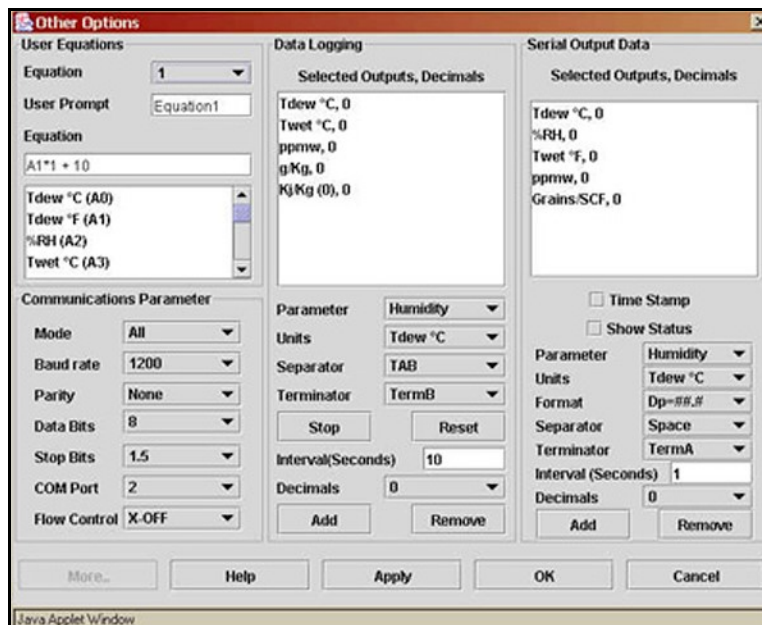 Other Options
User Equations
Equation 1
User Prompt Equation1
Equation
A1*1 + 10
Tdew °C (A0)
Tdew °F (A1)
%RH (A2)
Twet °C (A3)
Communications Parameter
Mode All
Baud rate 1200
Parity None
Data Bits 8
Stop Bits 1.5
COM Port 2
Flow Control X-OFF
Data Logging
Selected Outputs, Decimals
Tdew °C, 0
Twet °C, 0
ppmw, 0
g/Kg, 0
Kj/Kg (0), 0
Parameter Humidity
Units Tdew °C
Separator TAB
Terminator TermB
Stop Reset
Interval(Seconds) 10
Decimals 0
Add Remove
Serial Output Data
Selected Outputs, Decimals
Tdew °C, 0
%RH, 0
Twet °F, 0
ppmw, 0
Grains/SCF, 0
Time Stamp
Show Status
Parameter Humidity
Units Tdew °C
Format Dp=##.#
Separator Space
Terminator TermA
Interval (Seconds) 1
Decimals 0
Add Remove
More.. Help Apply OK Cancel
Java Applet Window